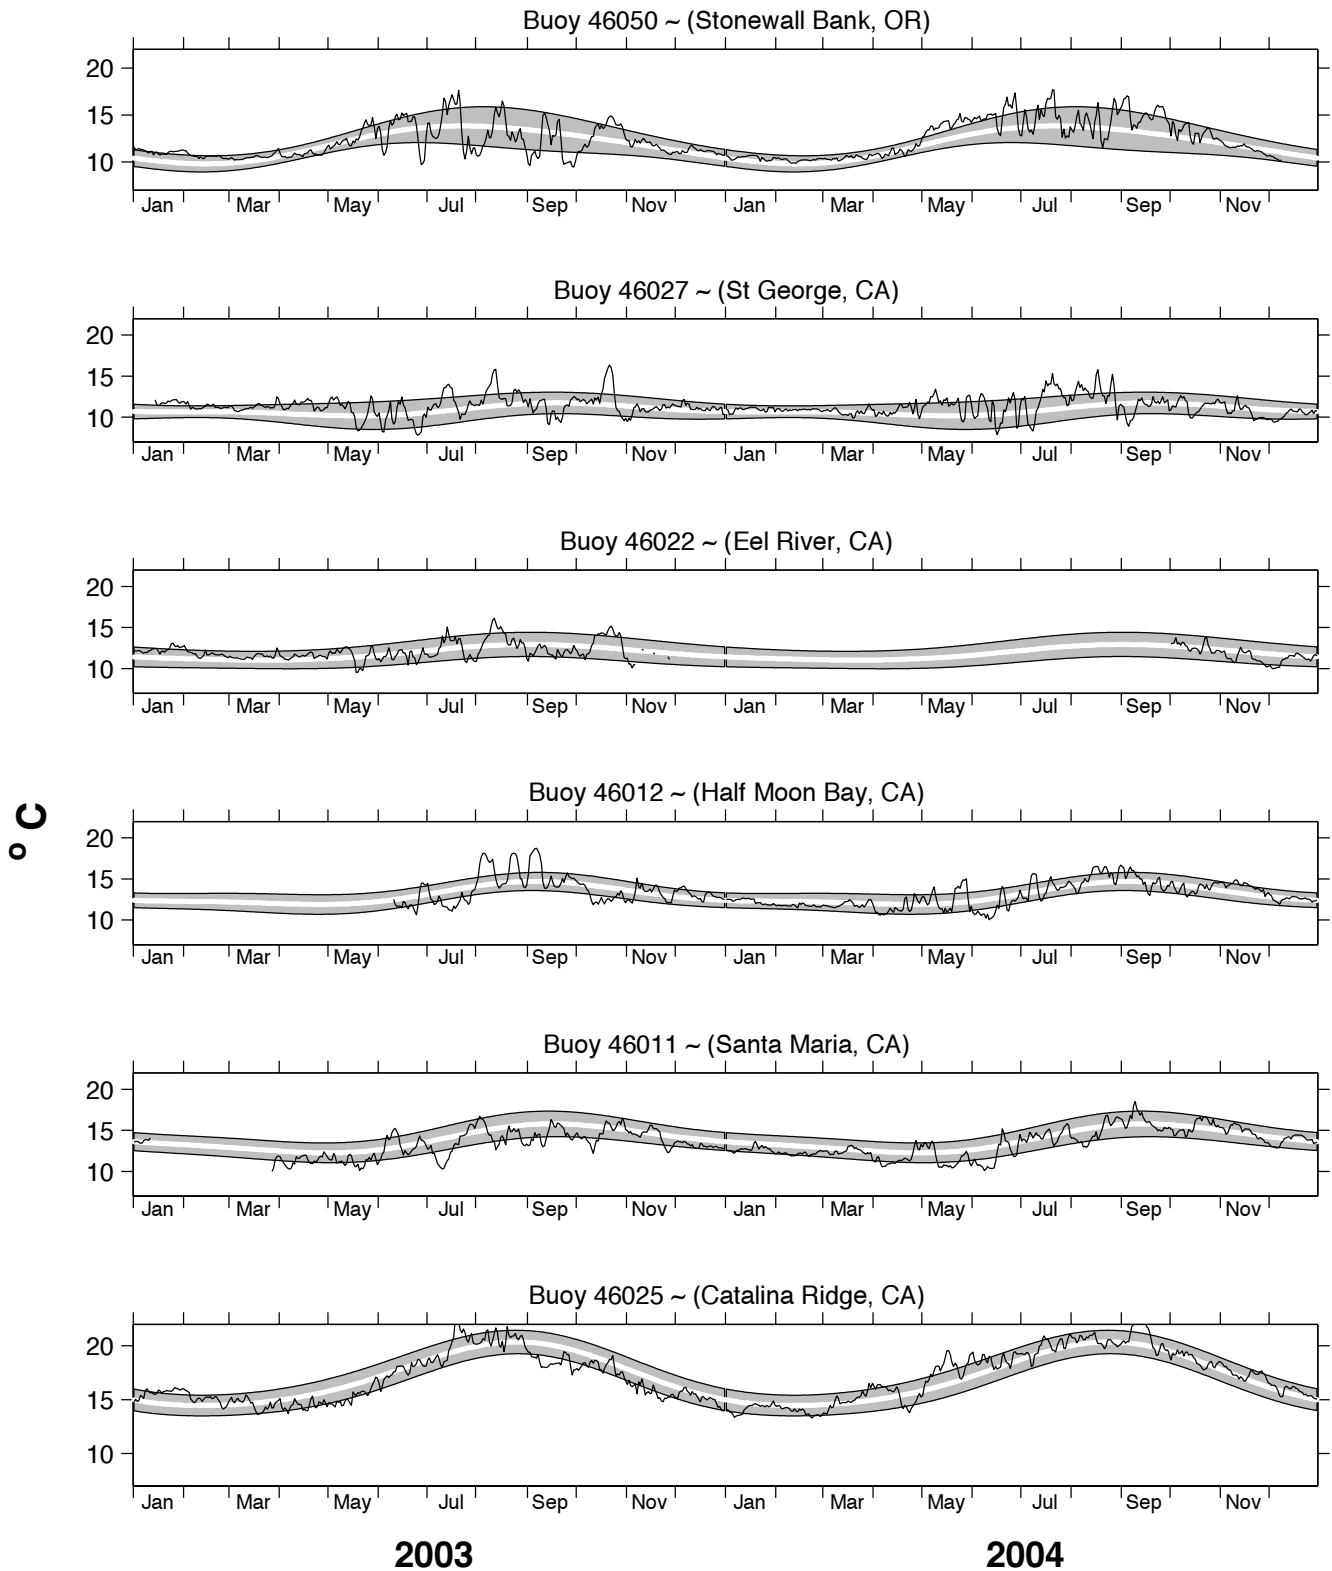 Buoy 46050 ~ (Stonewall Bank, OR)
20
15
10
Jan Mar May Jul Sep Nov Jan Mar May Jul Sep Nov
Buoy 46027 ~ (St George, CA)
20
15
10
Jan Mar May Jul Sep Nov Jan Mar May Jul Sep Nov
Buoy 46022 ~ (Eel River, CA)
20
15
10
Jan Mar May Jul Sep Nov Jan Mar May Jul Sep Nov
Buoy 46012 ~ (Half Moon Bay, CA)
20
15
10
Jan Mar May Jul Sep Nov Jan Mar May Jul Sep Nov
° C
Buoy 46011 ~ (Santa Maria, CA)
20
15
10
Jan Mar May Jul Sep Nov Jan Mar May Jul Sep Nov
Buoy 46025 ~ (Catalina Ridge, CA)
20
15
10
Jan Mar May Jul Sep Nov Jan Mar May Jul Sep Nov
2003 2004